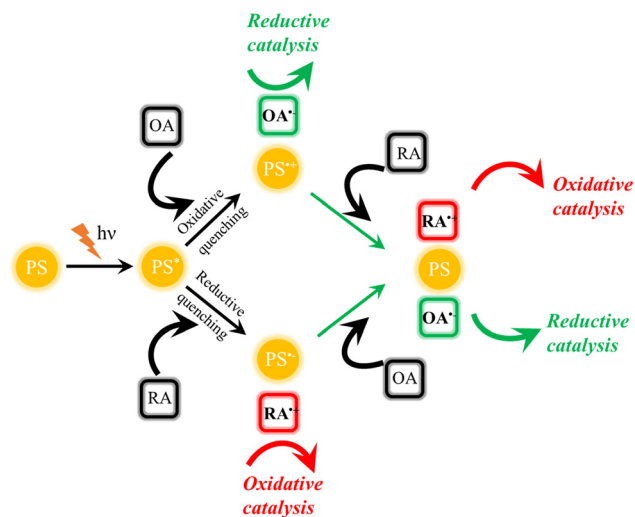 Reductive
catalysis
OA
OA•-
PS•+
RA
Oxidative
quenching
hν
PS
PS*
RA•+
Oxidative
catalysis
PS
OA•-
Reductive
quenching
Reductive
catalysis
PS•-
RA
OA
RA•+
Oxidative
catalysis